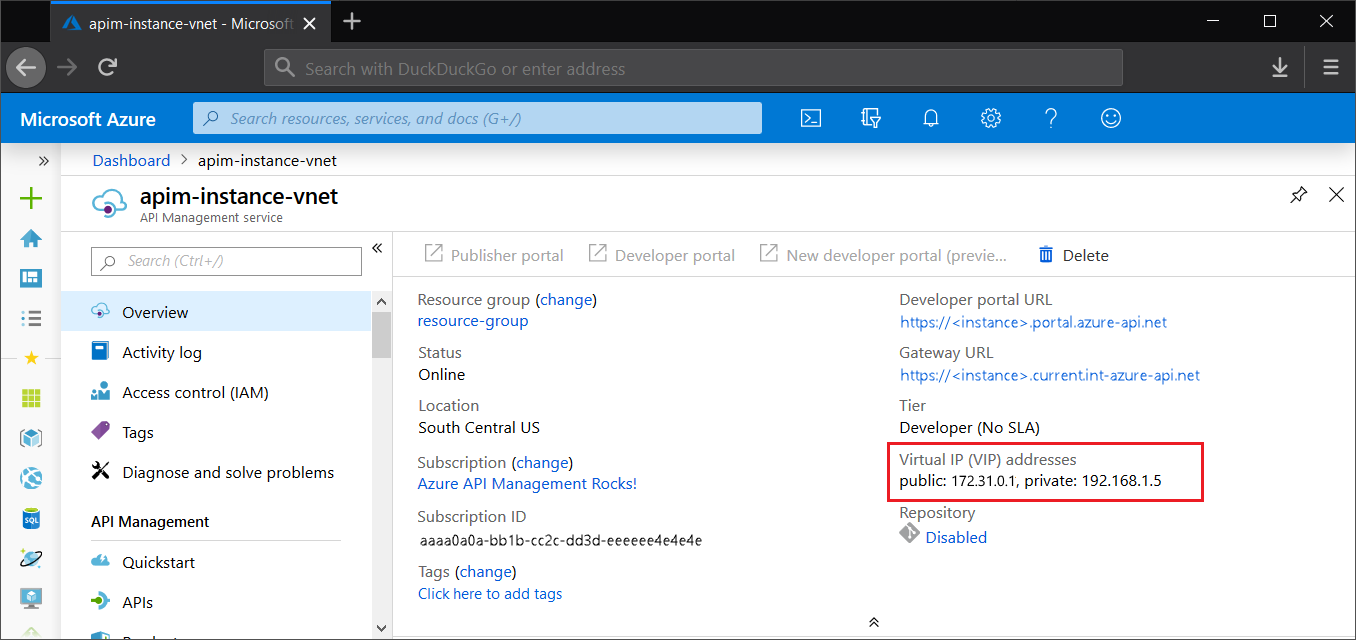 apim-instance-vnet - Microsoft
Search with DuckDuckGo or enter address
Microsoft Azure
Search resources, services, and docs (G+/)
Dashboard > apim-instance-vnet
apim-instance-vnet
API Management service
Search (Ctrl+/)
Overview
Activity log
Access control (IAM)
Tags
Diagnose and solve problems
API Management
Quickstart
APIs
Publisher portal
Developer portal
New developer portal (previe...
Delete
Resource group (change)
resource-group
Status
Online
Location
South Central US
Subscription (change)
Azure API Management Rocks!
Subscription ID
aaaa0a0a-bb1b-cc2c-dd3d-eeeeee4e4e4e
Tags (change)
Click here to add tags
Developer portal URL
https://<instance>.portal.azure-api.net
Gateway URL
https://<instance>.current.int-azure-api.net
Tier
Developer (No SLA)
Virtual IP (VIP) addresses
public: 172.31.0.1, private: 192.168.1.5
Repository
Disabled
SQL